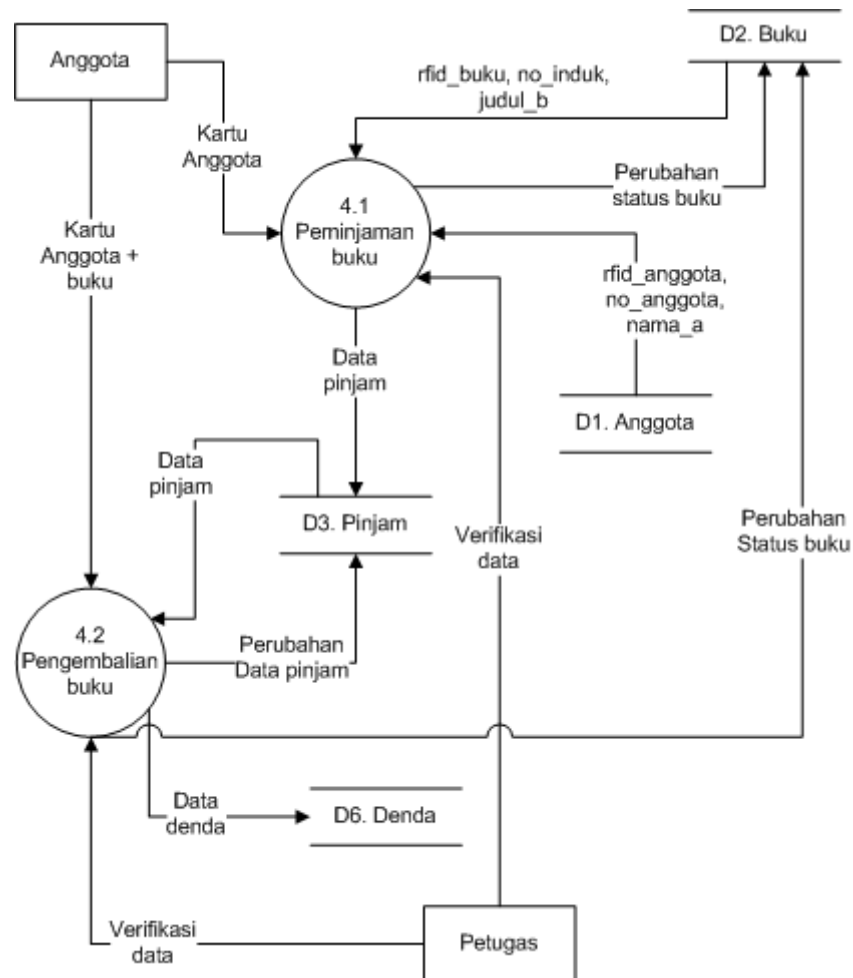 D2. Buku
Anggota
rfid_buku, no_induk,
judul_b
Kartu
Anggota
Perubahan
status buku
4.1
Peminjaman
buku
Kartu
Anggota +
buku
rfid_anggota,
no_anggota,
nama_a
Data
pinjam
D1. Anggota
Data
pinjam
D3. Pinjam
Verifikasi
data
Perubahan
Status buku
4.2
Pengembalian
buku
Perubahan
Data pinjam
Data
denda
D6. Denda
Verifikasi
data
Petugas